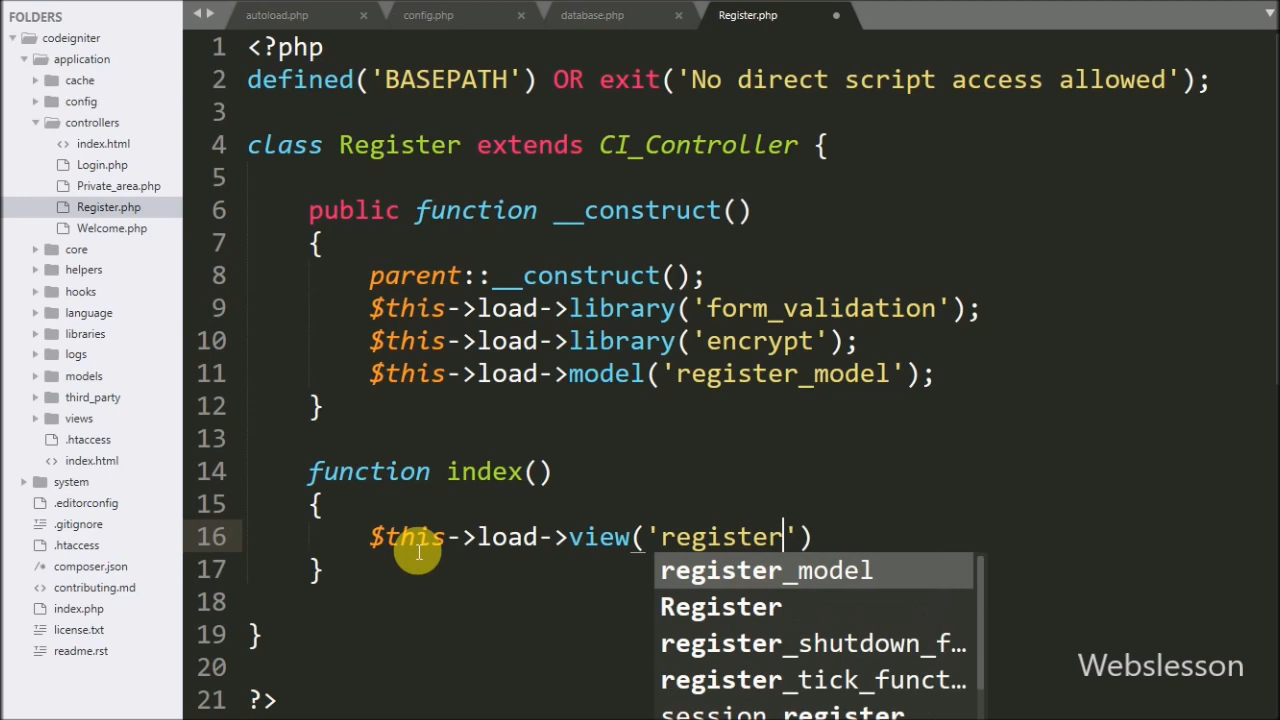 FOLDERS
codeigniter
application
cache
config
controllers
index.html
Login.php
Private_area.php
Register.php
Welcome.php
core
helpers
hooks
language
libraries
logs
models
third_party
views
.htaccess
index.html
system
.editorconfig
.gitignore
.htaccess
composer.json
contributing.md
index.php
license.txt
readme.rst
autoload.php
config.php
database.php
Register.php
1 <?php
2 defined('BASEPATH') OR exit('No direct script access allowed');
3
4 class Register extends CI_Controller {
5
6 public function __construct()
7 {
8 parent::__construct();
9 $this->load->library('form_validation');
10 $this->load->library('encrypt');
11 $this->load->model('register_model');
12 }
13
14 function index()
15 {
16 $this->load->view('register')
17 }
18
19 }
20
21 ?>
register_model
Register
register_shutdown_f…
register_tick_funct…
session_register
Webslesson